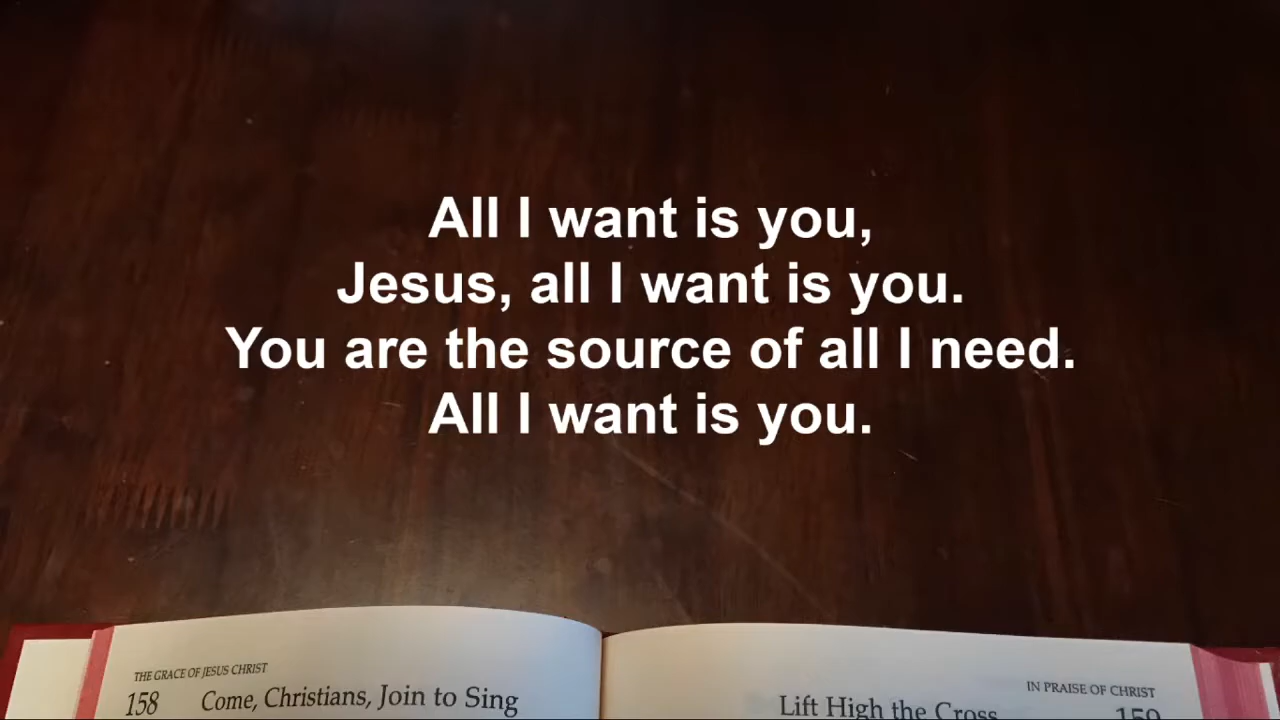 All I want is you,
Jesus, all I want is you.
You are the source of all I need.
All I want is you.
THE GRACE OF JESUS CHRIST
158 Come, Christians, Join to Sing
IN PRAISE OF CHRIST
Lift High the Cross 159